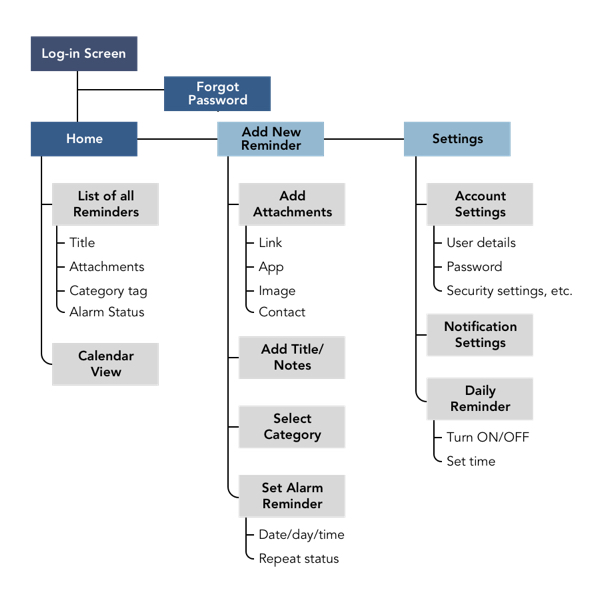 Log-in Screen
Forgot
Password
Home
Add New
Reminder
Settings
List of all
Reminders
Title
Attachments
Category tag
Alarm Status
Calendar
View
Add
Attachments
Link
App
Image
Contact
Add Title/
Notes
Select
Category
Set Alarm
Reminder
Date/day/time
Repeat status
Account
Settings
User details
Password
Security settings, etc.
Notification
Settings
Daily
Reminder
Turn ON/OFF
Set time